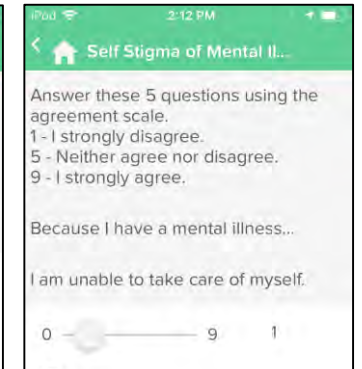 iPod 2:12 PM
Self Stigma of Mental Il...
Answer these 5 questions using the
agreement scale.
1 - I strongly disagree.
5 - Neither agree nor disagree.
9 - I strongly agree.
Because I have a mental illness...
I am unable to take care of myself.
0 9 1